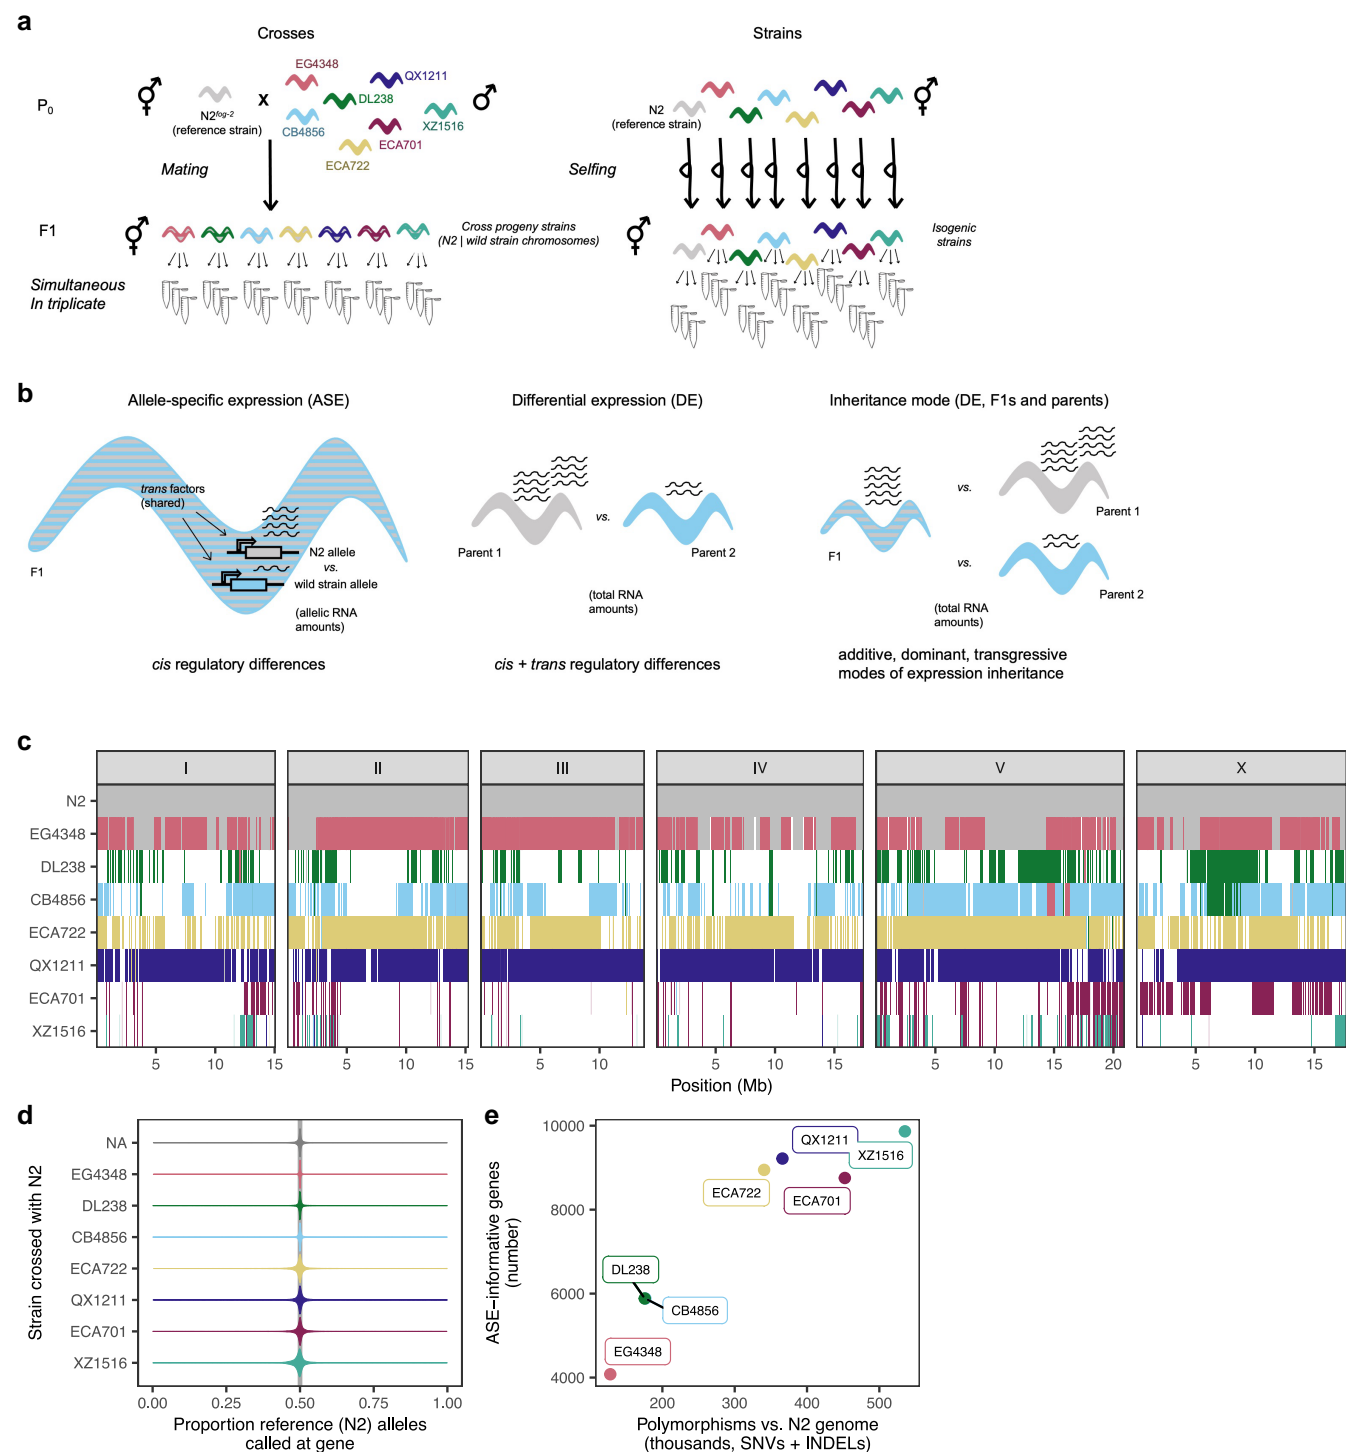 a
Crosses
Strains
P0
N2fog-2
(reference strain)
X
EG4348
QX1211
DL238
CB4856
XZ1516
ECA701
ECA722
N2
(reference strain)
Mating
Selfing
F1
Cross progeny strains
(N2 | wild strain chromosomes)
Isogenic
strains
Simultaneous
In triplicate
b
Allele-specific expression (ASE)
Differential expression (DE)
Inheritance mode (DE, F1s and parents)
trans factors
(shared)
N2 allele
vs.
wild strain allele
(allelic RNA
amounts)
F1
cis regulatory differences
Parent 1
vs.
Parent 2
(total RNA
amounts)
cis + trans regulatory differences
F1
vs.
Parent 1
vs.
Parent 2
(total RNA
amounts)
additive, dominant, transgressive
modes of expression inheritance
c
I II III IV V X
N2
EG4348
DL238
CB4856
ECA722
QX1211
ECA701
XZ1516
5 10 15 5 10 15 5 10 5 10 15 5 10 15 20 5 10 15
Position (Mb)
d
Strain crossed with N2
NA
EG4348
DL238
CB4856
ECA722
QX1211
ECA701
XZ1516
0.00 0.25 0.50 0.75 1.00
Proportion reference (N2) alleles
called at gene
e
ASE−informative genes
(number)
10000
8000
6000
4000
QX1211
XZ1516
ECA722
ECA701
DL238
CB4856
EG4348
200 300 400 500
Polymorphisms vs. N2 genome
(thousands, SNVs + INDELs)